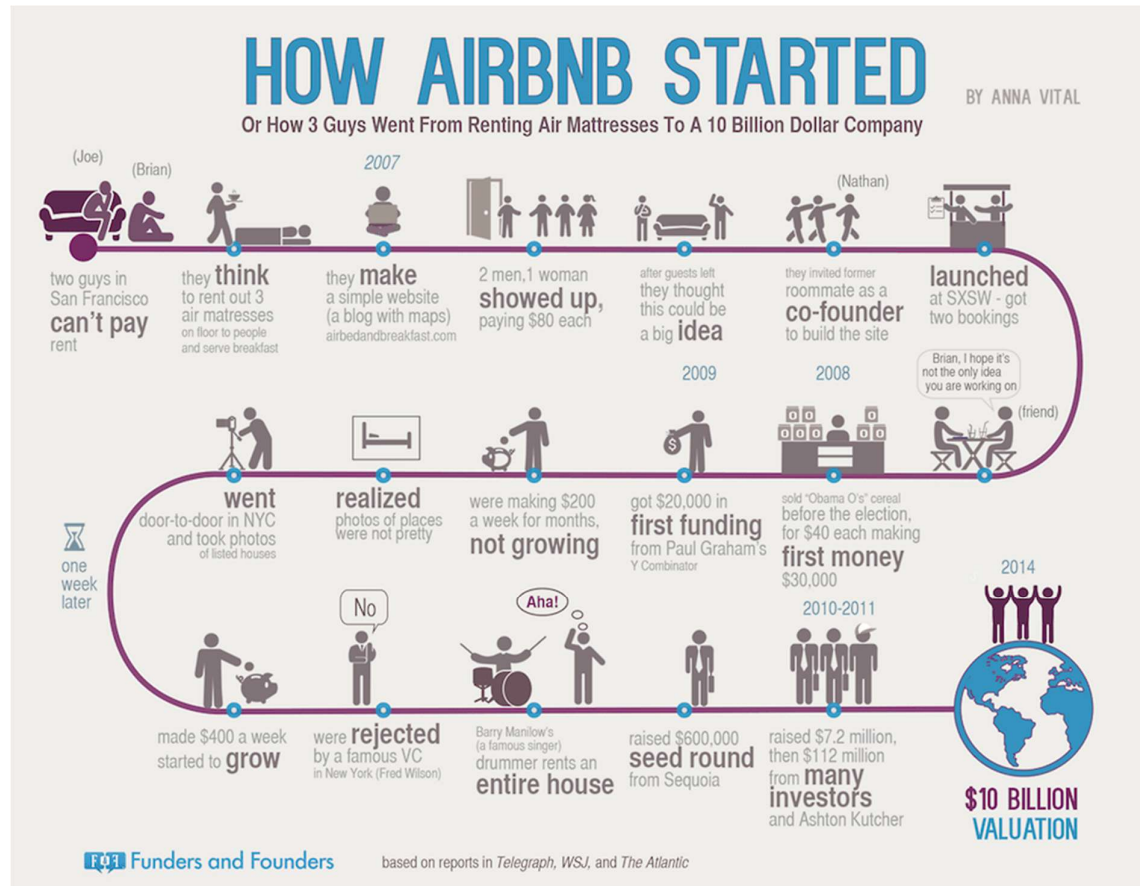 HOW AIRBNB STARTED
BY ANNA VITAL
Or How 3 Guys Went From Renting Air Mattresses To A 10 Billion Dollar Company
(Joe)
(Brian)
two guys in
San Francisco
can't pay
rent
they think
to rent out 3
air matresses
on floor to people
and serve breakfast
2007
they make
a simple website
(a blog with maps)
airbedandbreakfast.com
2 men,1 woman
showed up,
paying $80 each
after guests left
they thought
this could be
a big idea
(Nathan)
they invited former
roommate as a
co-founder
to build the site
launched
at SXSW - got
two bookings
Brian, I hope it's
not the only idea
you are working on
(friend)
2008
sold "Obama O's" cereal
before the election,
for $40 each making
first money
$30,000
2009
got $20,000 in
first funding
from Paul Graham's
Y Combinator
were making $200
a week for months,
not growing
realized
photos of places
were not pretty
went
door-to-door in NYC
and took photos
of listed houses
one
week
later
made $400 a week
started to grow
No
were rejected
by a famous VC
in New York (Fred Wilson)
Aha!
Barry Manilow's
(a famous singer)
drummer rents an
entire house
raised $600,000
seed round
from Sequoia
2010-2011
raised $7.2 million,
then $112 million
from many
investors
and Ashton Kutcher
2014
$10 BILLION
VALUATION
F&F Funders and Founders
based on reports in Telegraph, WSJ, and The Atlantic